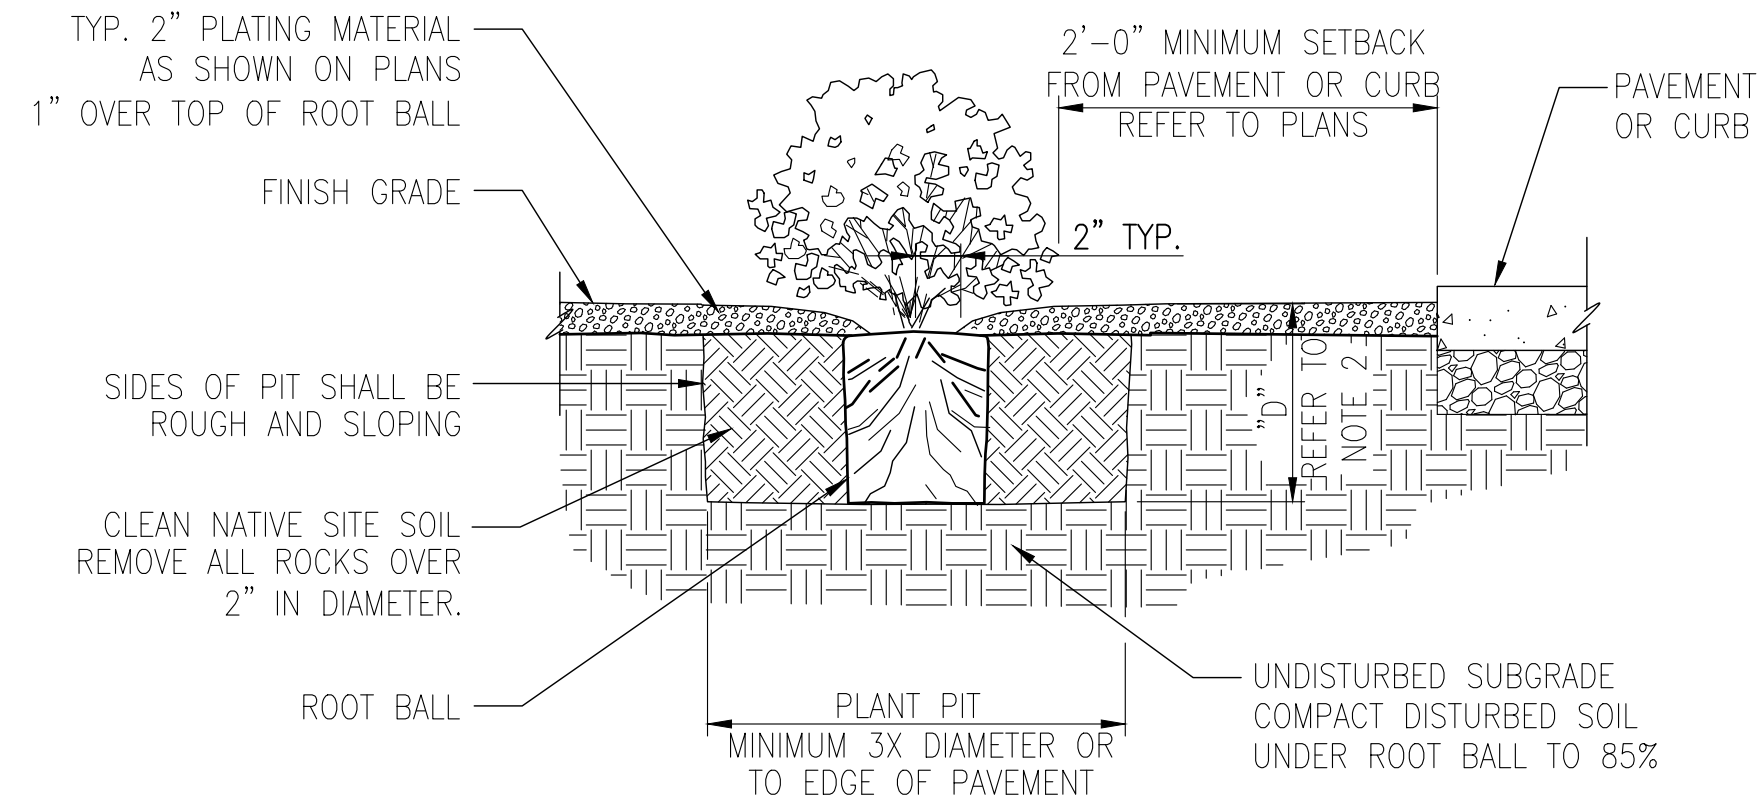 TYP. 2" PLATING MATERIAL
AS SHOWN ON PLANS
1" OVER TOP OF ROOT BALL
FINISH GRADE
SIDES OF PIT SHALL BE
ROUGH AND SLOPING
CLEAN NATIVE SITE SOIL
REMOVE ALL ROCKS OVER
2" IN DIAMETER.
ROOT BALL
2'-0" MINIMUM SETBACK
FROM PAVEMENT OR CURB
REFER TO PLANS
PAVEMENT
OR CURB
2" TYP.
"D"
REFER TO
NOTE 2
PLANT PIT
MINIMUM 3X DIAMETER OR
TO EDGE OF PAVEMENT
UNDISTURBED SUBGRADE
COMPACT DISTURBED SOIL
UNDER ROOT BALL TO 85%